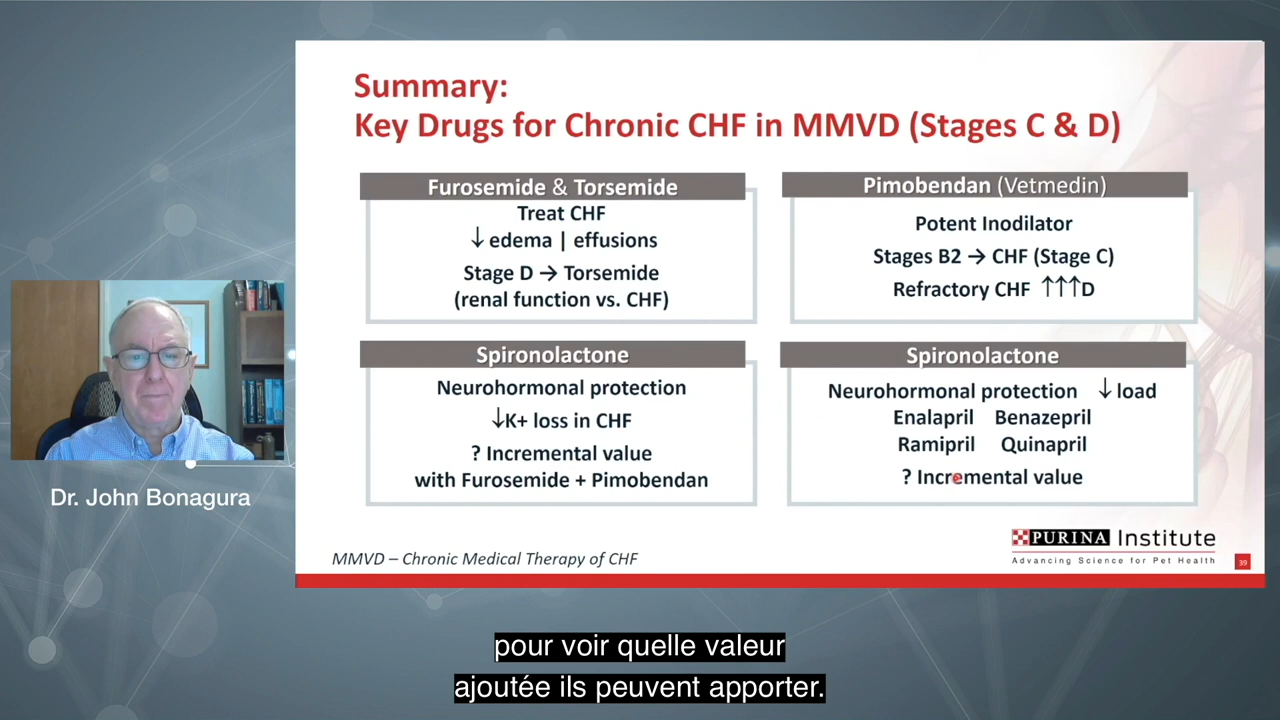 Summary:
Key Drugs for Chronic CHF in MMVD (Stages C & D)
Furosemide & Torsemide
Treat CHF
↓ edema | effusions
Stage D → Torsemide
(renal function vs. CHF)
Pimobendan (Vetmedin)
Potent Inodilator
Stages B2 → CHF (Stage C)
Refractory CHF ↑↑↑D
Spironolactone
Neurohormonal protection
↓K+ loss in CHF
? Incremental value
with Furosemide + Pimobendan
Spironolactone
Neurohormonal protection ↓ load
Enalapril Benazepril
Ramipril Quinapril
? Incremental value
MMVD – Chronic Medical Therapy of CHF
PURINA Institute
Advancing Science for Pet Health
39
Dr. John Bonagura
pour voir quelle valeur
ajoutée ils peuvent apporter.